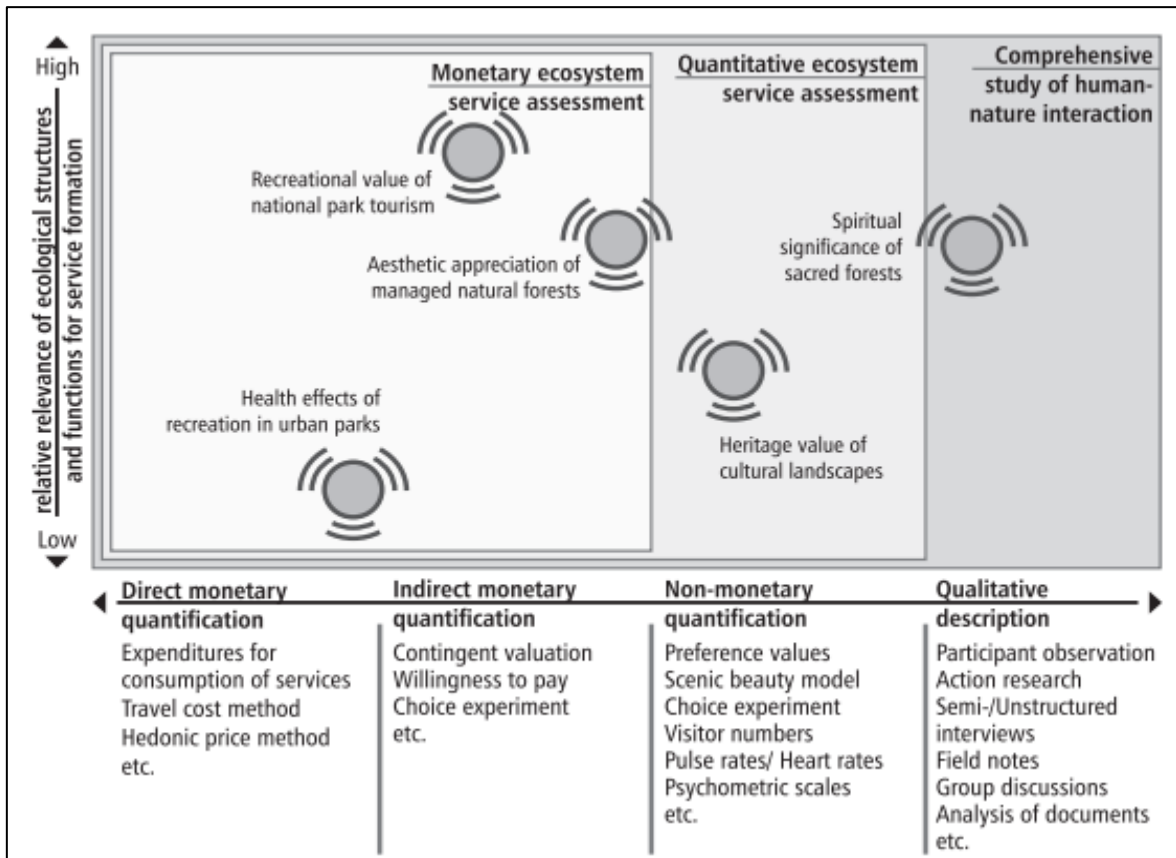 High
relative relevance of ecological structures
and functions for service formation
Low
Monetary ecosystem
service assessment
Quantitative ecosystem
service assessment
Comprehensive
study of human-
nature interaction
Recreational value of
national park tourism
Aesthetic appreciation of
managed natural forests
Spiritual
significance of
sacred forests
Health effects of
recreation in urban parks
Heritage value of
cultural landscapes
Direct monetary
quantification
Expenditures for
consumption of services
Travel cost method
Hedonic price method
etc.
Indirect monetary
quantification
Contingent valuation
Willingness to pay
Choice experiment
etc.
Non-monetary
quantification
Preference values
Scenic beauty model
Choice experiment
Visitor numbers
Pulse rates/ Heart rates
Psychometric scales
etc.
Qualitative
description
Participant observation
Action research
Semi-/Unstructured
interviews
Field notes
Group discussions
Analysis of documents
etc.